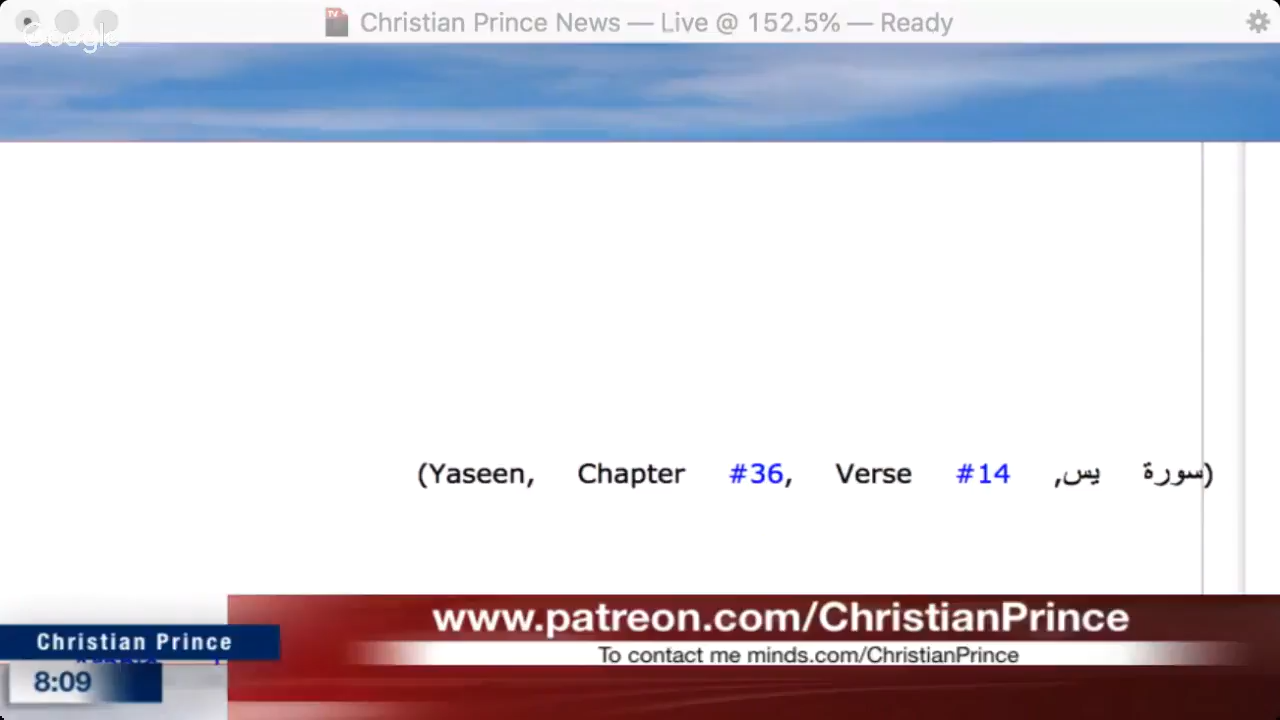 Christian Prince News — Live @ 152.5% — Ready
Google
(Yaseen, Chapter #36, Verse #14 ,سورة يس)
www.patreon.com/ChristianPrince
Christian Prince
To contact me minds.com/ChristianPrince
8:09